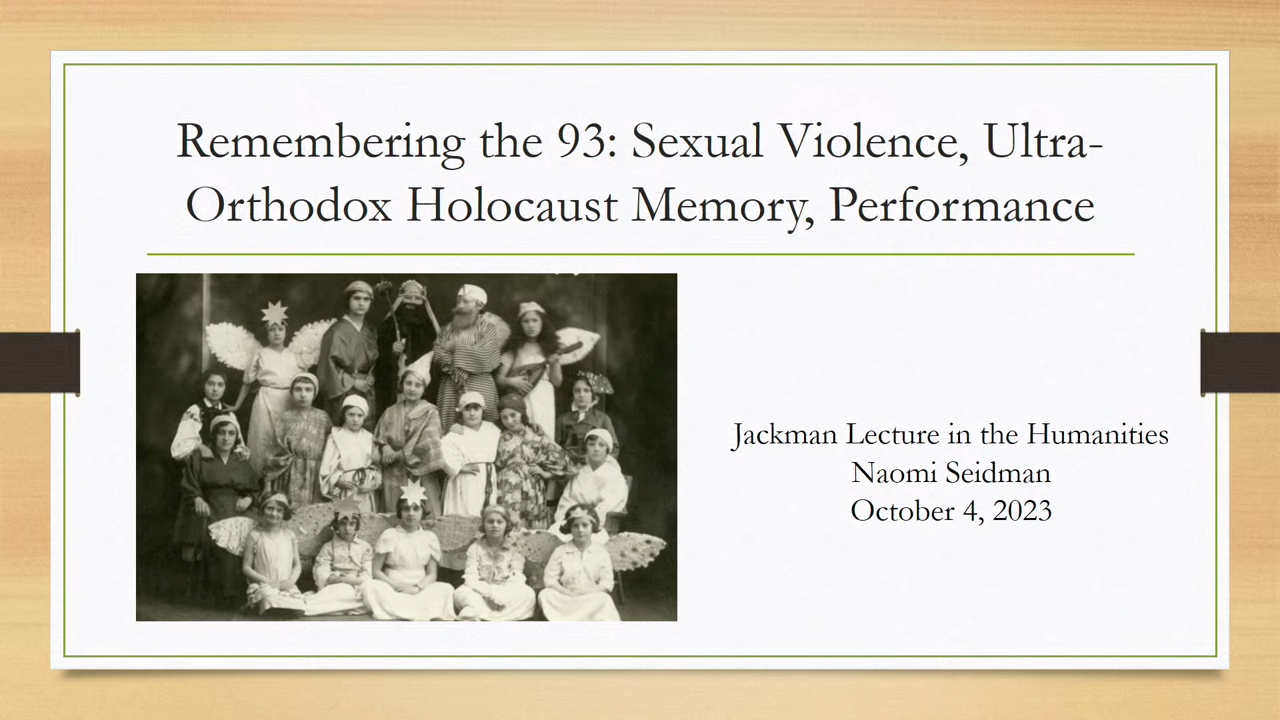 Remembering the 93: Sexual Violence, Ultra-
Orthodox Holocaust Memory, Performance
Jackman Lecture in the Humanities
Naomi Seidman
October 4, 2023